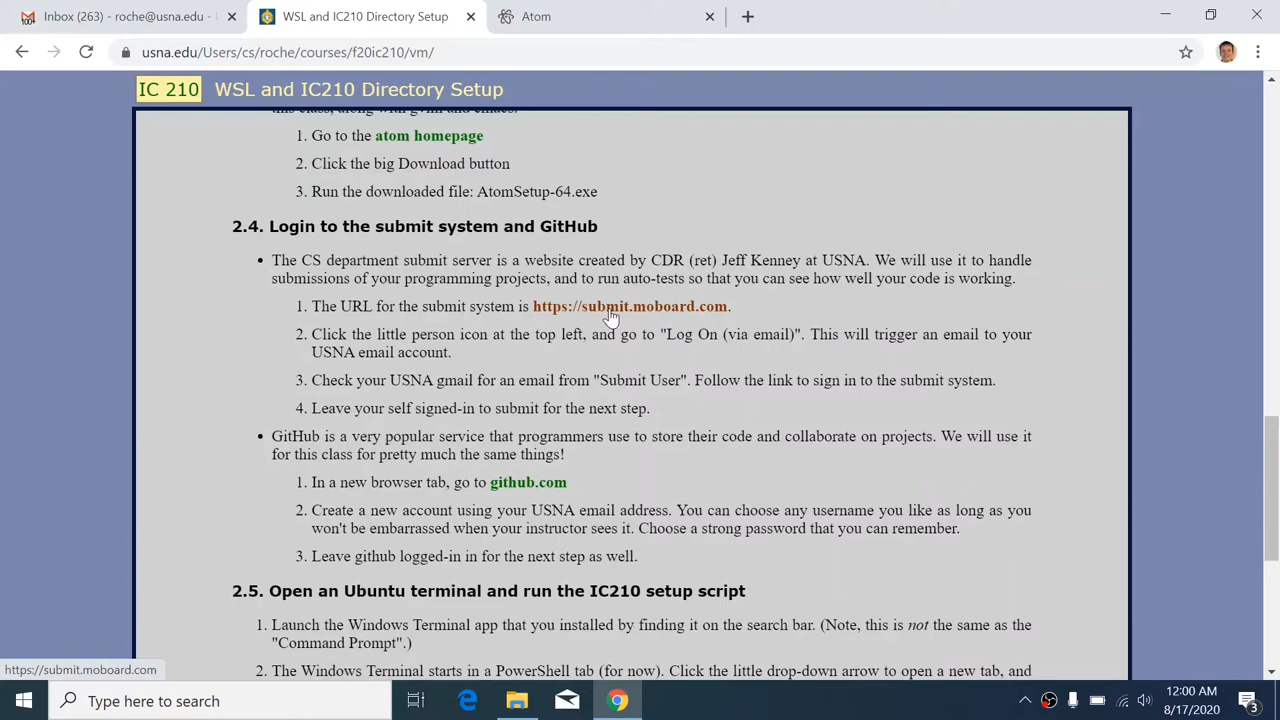 100+ Inbox (263) - roche@usna.edu -
WSL and IC210 Directory Setup
Atom
usna.edu/Users/cs/roche/courses/f20ic210/vm/
IC 210 WSL and IC210 Directory Setup
this class, along with gvim and emacs.
1. Go to the atom homepage
2. Click the big Download button
3. Run the downloaded file: AtomSetup-64.exe
2.4. Login to the submit system and GitHub
• The CS department submit server is a website created by CDR (ret) Jeff Kenney at USNA. We will use it to handle
submissions of your programming projects, and to run auto-tests so that you can see how well your code is working.
1. The URL for the submit system is https://submit.moboard.com.
2. Click the little person icon at the top left, and go to "Log On (via email)". This will trigger an email to your
USNA email account.
3. Check your USNA gmail for an email from "Submit User". Follow the link to sign in to the submit system.
4. Leave your self signed-in to submit for the next step.
• GitHub is a very popular service that programmers use to store their code and collaborate on projects. We will use it
for this class for pretty much the same things!
1. In a new browser tab, go to github.com
2. Create a new account using your USNA email address. You can choose any username you like as long as you
won't be embarrassed when your instructor sees it. Choose a strong password that you can remember.
3. Leave github logged-in in for the next step as well.
2.5. Open an Ubuntu terminal and run the IC210 setup script
1. Launch the Windows Terminal app that you installed by finding it on the search bar. (Note, this is not the same as the
"Command Prompt".)
2. The Windows Terminal starts in a PowerShell tab (for now). Click the little drop-down arrow to open a new tab, and
https://submit.moboard.com
Type here to search
12:00 AM
8/17/2020
3